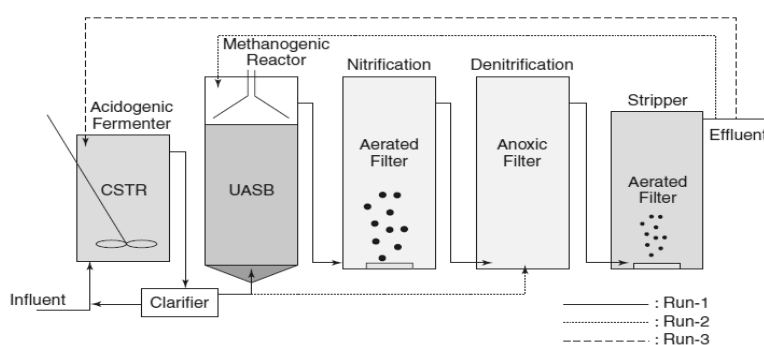 Methanogenic
Reactor
Nitrification
Denitrification
Acidogenic
Fermenter
Stripper
Effluent
CSTR
UASB
Aerated
Filter
Anoxic
Filter
Aerated
Filter
Influent
Clarifier
: Run-1
: Run-2
: Run-3